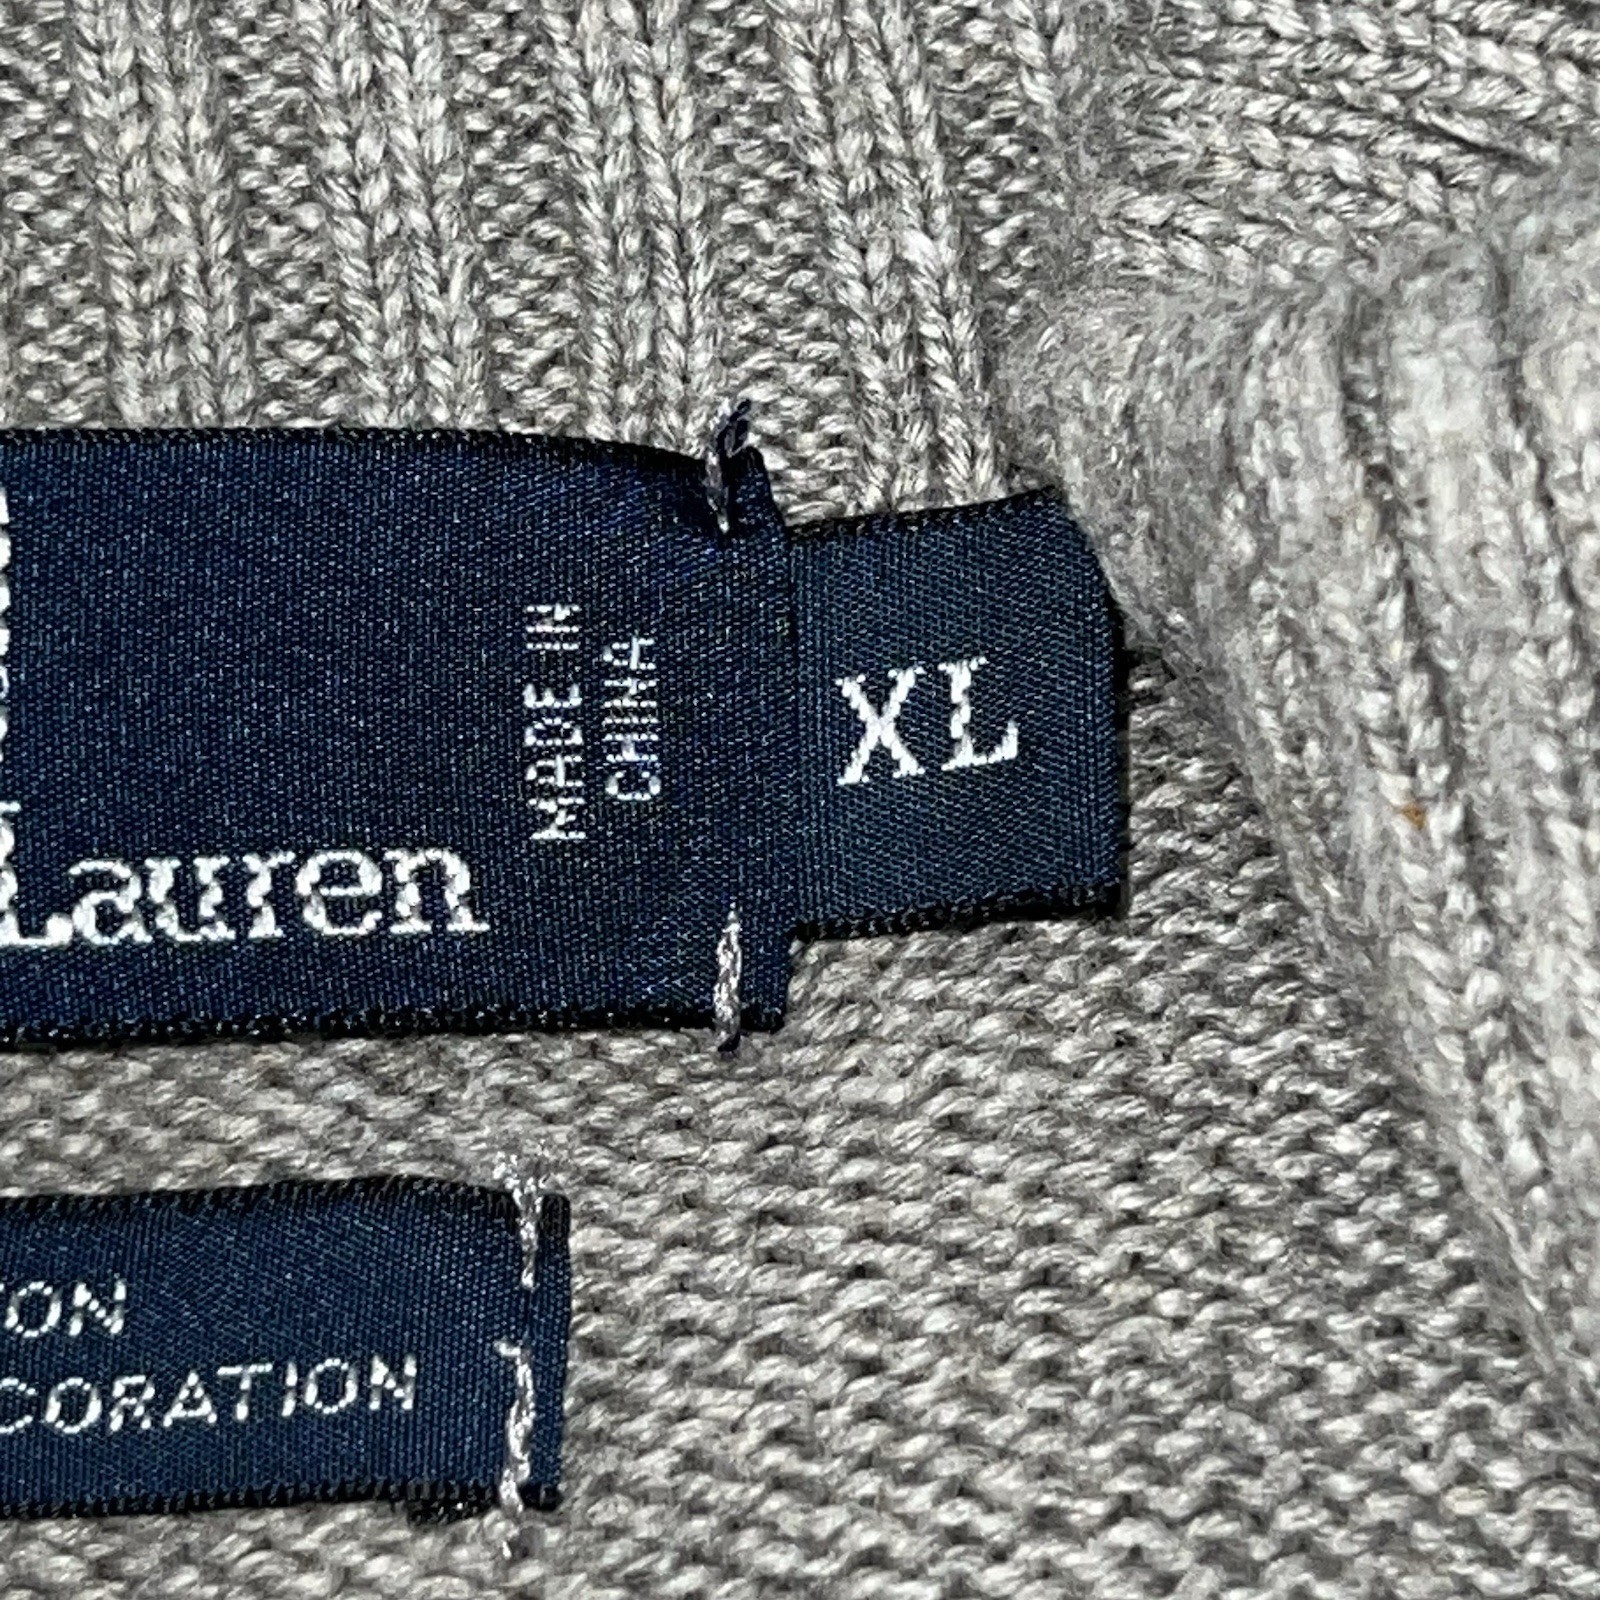 Lauren
MADE IN
CHINA
XL
ON
CORATION